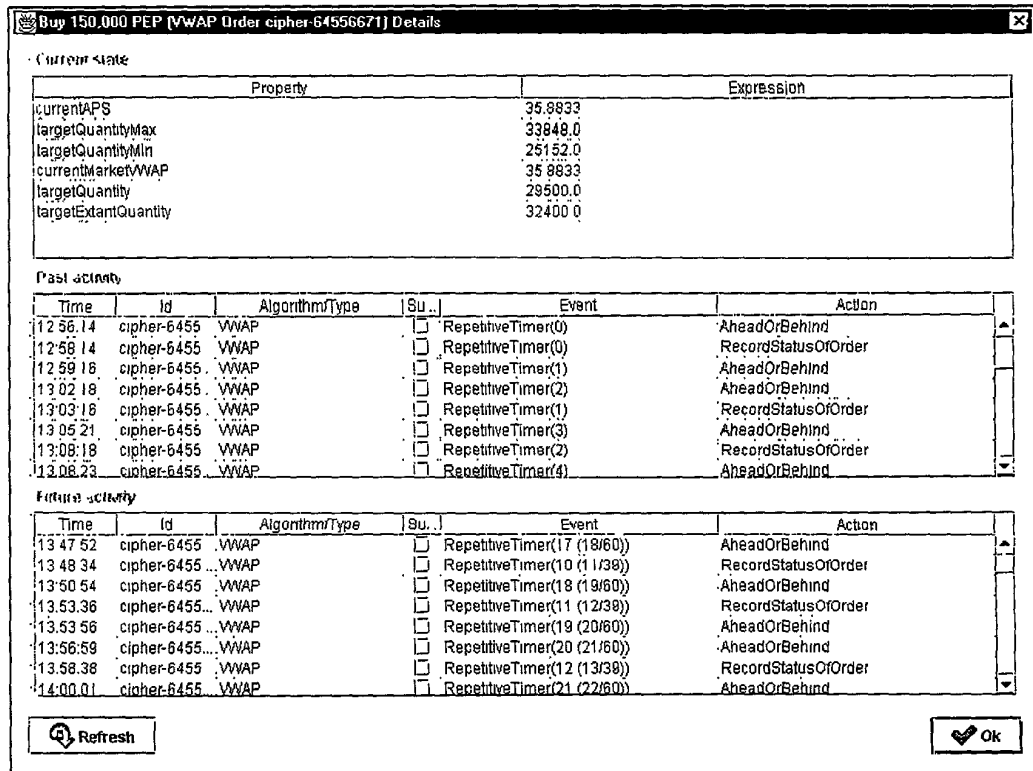 Buy 150,000 PEP (VWAP Order cipher-64556671) Details
Current state
Property Expression
currentAPS 35.8833
targetQuantityMax 33848.0
targetQuantityMin 25152.0
currentMarketVWAP 35 8833
targetQuantity 29500.0
targetExtantQuantity 32400 0
Past activity
Time Id Algorithm/Type Su... Event Action
12 56.14 cipher-6455 VWAP RepetitiveTimer(0) AheadOrBehind
12:58 14 cipher-6455 VWAP RepetitiveTimer(0) RecordStatusOfOrder
12 59 16 cipher-6455 . VWAP RepetitiveTimer(1) AheadOrBehind
13 02 18 cipher-6455 . VWAP RepetitiveTimer(2) AheadOrBehind
13:03:16 cipher-6455 . VWAP RepetitiveTimer(1) RecordStatusOfOrder
13 05 21 cipher-6455 . VWAP RepetitiveTimer(3) AheadOrBehind
13:08:18 cipher-6455 VWAP RepetitiveTimer(2) RecordStatusOfOrder
13.08.23 cipher-6455 VWAP RepetitiveTimer(4) AheadOrBehind
Future activity
Time Id Algorithm/Type Su... Event Action
13 47 52 cipher-6455 . VWAP RepetitiveTimer(17 (18/60)) AheadOrBehind
13 48 34 cipher-6455 ... VWAP RepetitiveTimer(10 (11/38)) RecordStatusOfOrder
13:50 54 cipher-6455 . VWAP RepetitiveTimer(18 (19/60)) AheadOrBehind
13.53.36 cipher-6455... VWAP RepetitiveTimer(11 (12/38)) RecordStatusOfOrder
13.53 56 cipher-6455 ... VWAP RepetitiveTimer(19 (20/60)) AheadOrBehind
13:56:59 cipher-6455... VWAP RepetitiveTimer(20 (21/60)) AheadOrBehind
13.58.38 cipher-6455 . VWAP RepetitiveTimer(12 (13/38)) RecordStatusOfOrder
14:00.01 cipher-6455... VWAP RepetitiveTimer(21 (22/60)) AheadOrBehind
Refresh Ok